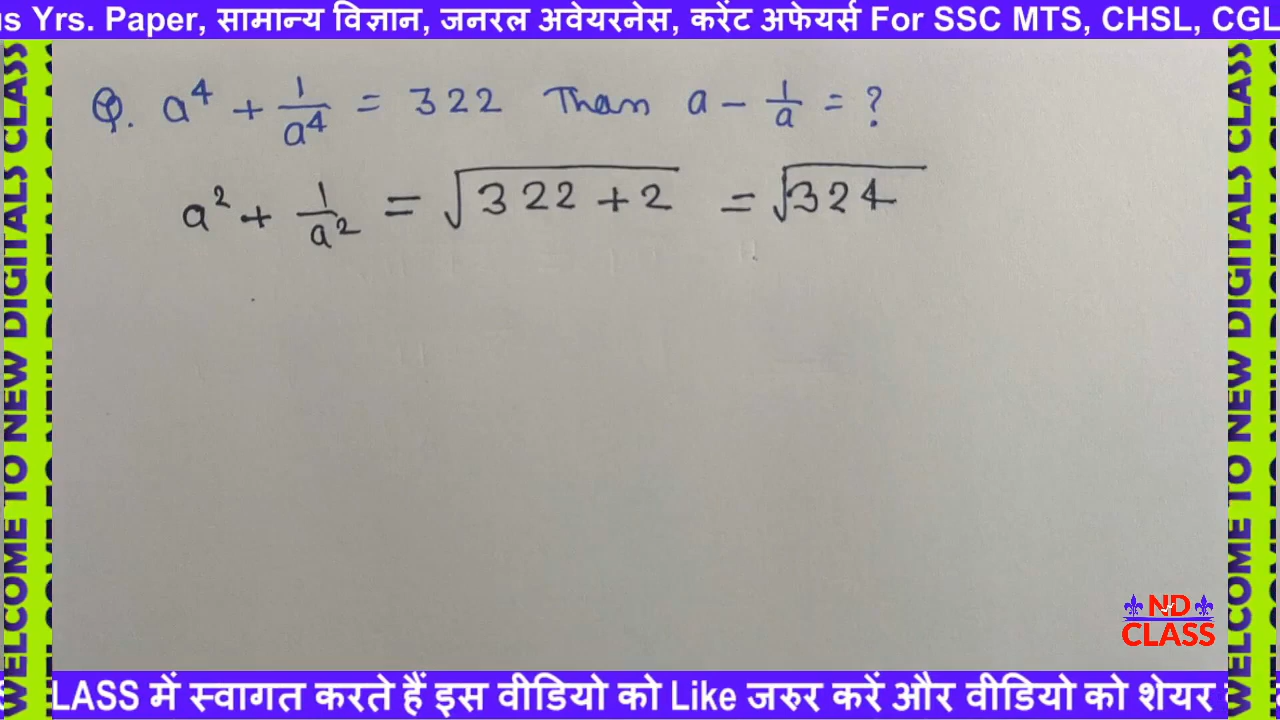 us Yrs. Paper, सामान्य विज्ञान, जनरल अवेयरनेस, करेंट अफेयर्स For SSC MTS, CHSL, CGL
WELCOME TO NEW DIGITALS CLASS
Q. a⁴ + 1/a⁴ = 322 Than a - 1/a = ?
a² + 1/a² = √(322+2) = √324
ND
CLASS
WELCOME TO NEW DIGITALS CLASS
CLASS में स्वागत करते हैं इस वीडियो को Like जरुर करें और वीडियो को शेयर